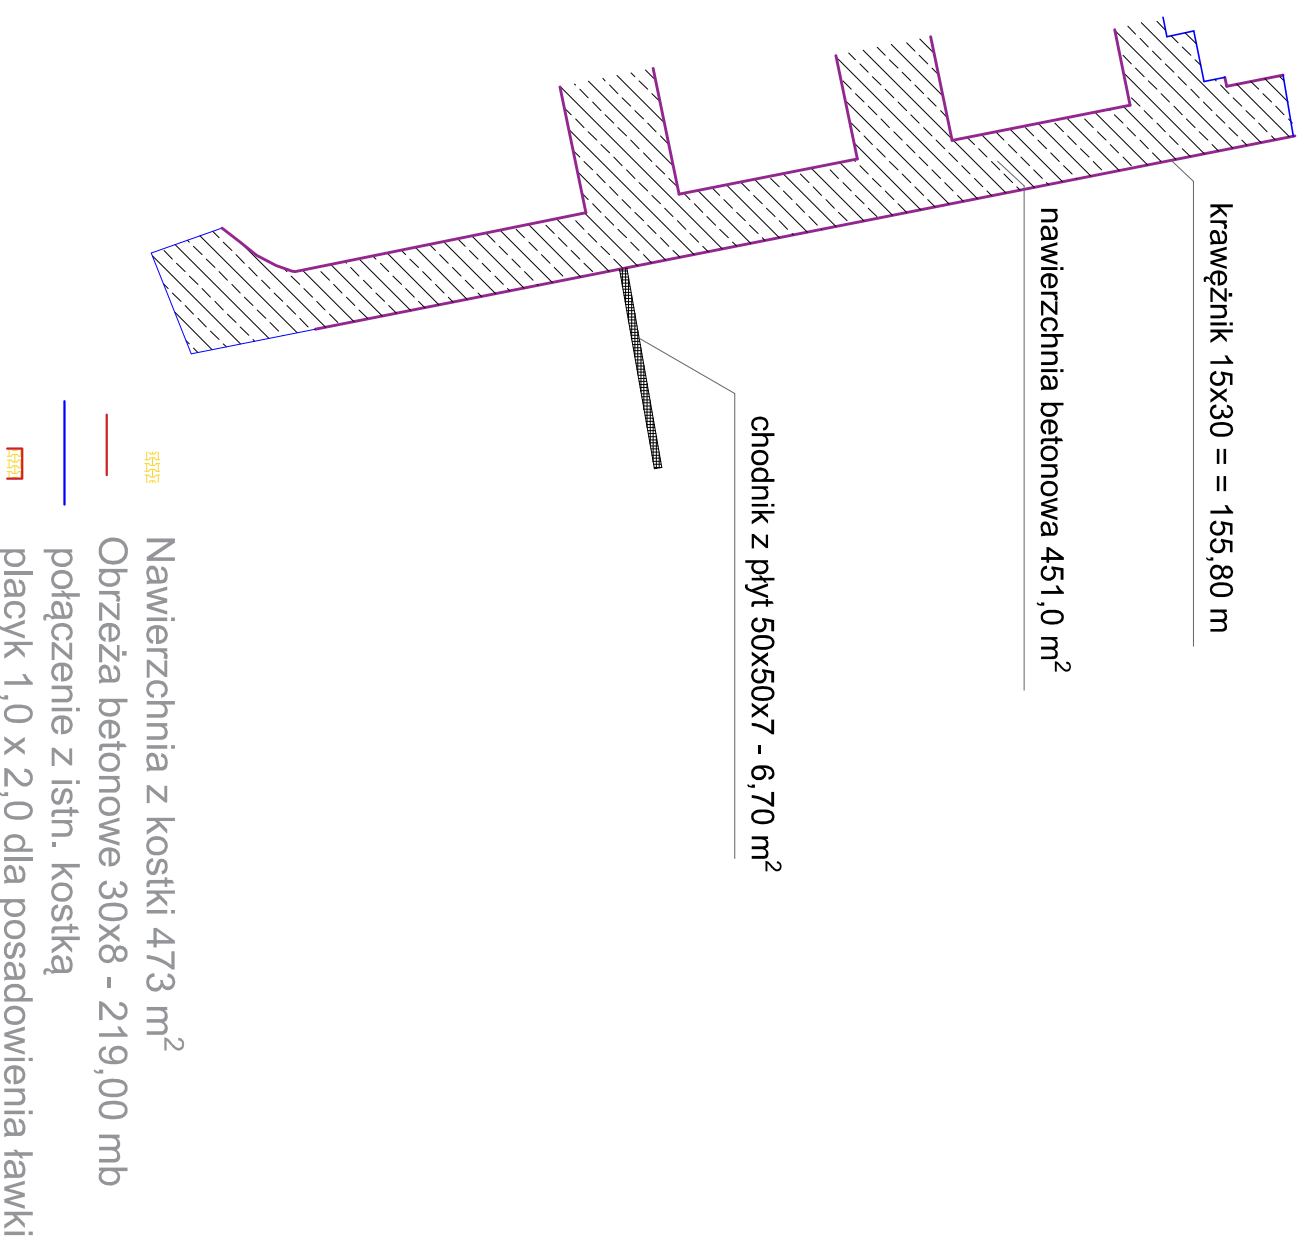 krawężnik 15x30 = = 155,80 m
nawierzchnia betonowa 451,0 m²
chodnik z płyt 50x50x7 - 6,70 m²
Nawierzchnia z kostki 473 m²
Obrzeża betonowe 30x8 - 219,00 mb
połączenie z istn. kostką
placyk 1,0 x 2,0 dla posadowienia ławki